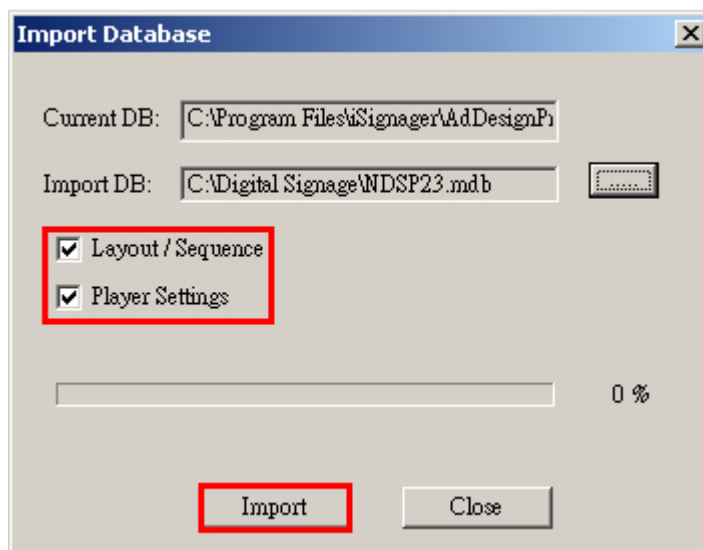 Import Database
Current DB: C:\Program Files\iSignager\AdDesignPr
Import DB: C:\Digital Signage\NDSP23.mdb ......
Layout / Sequence
Player Settings
0 %
Import Close